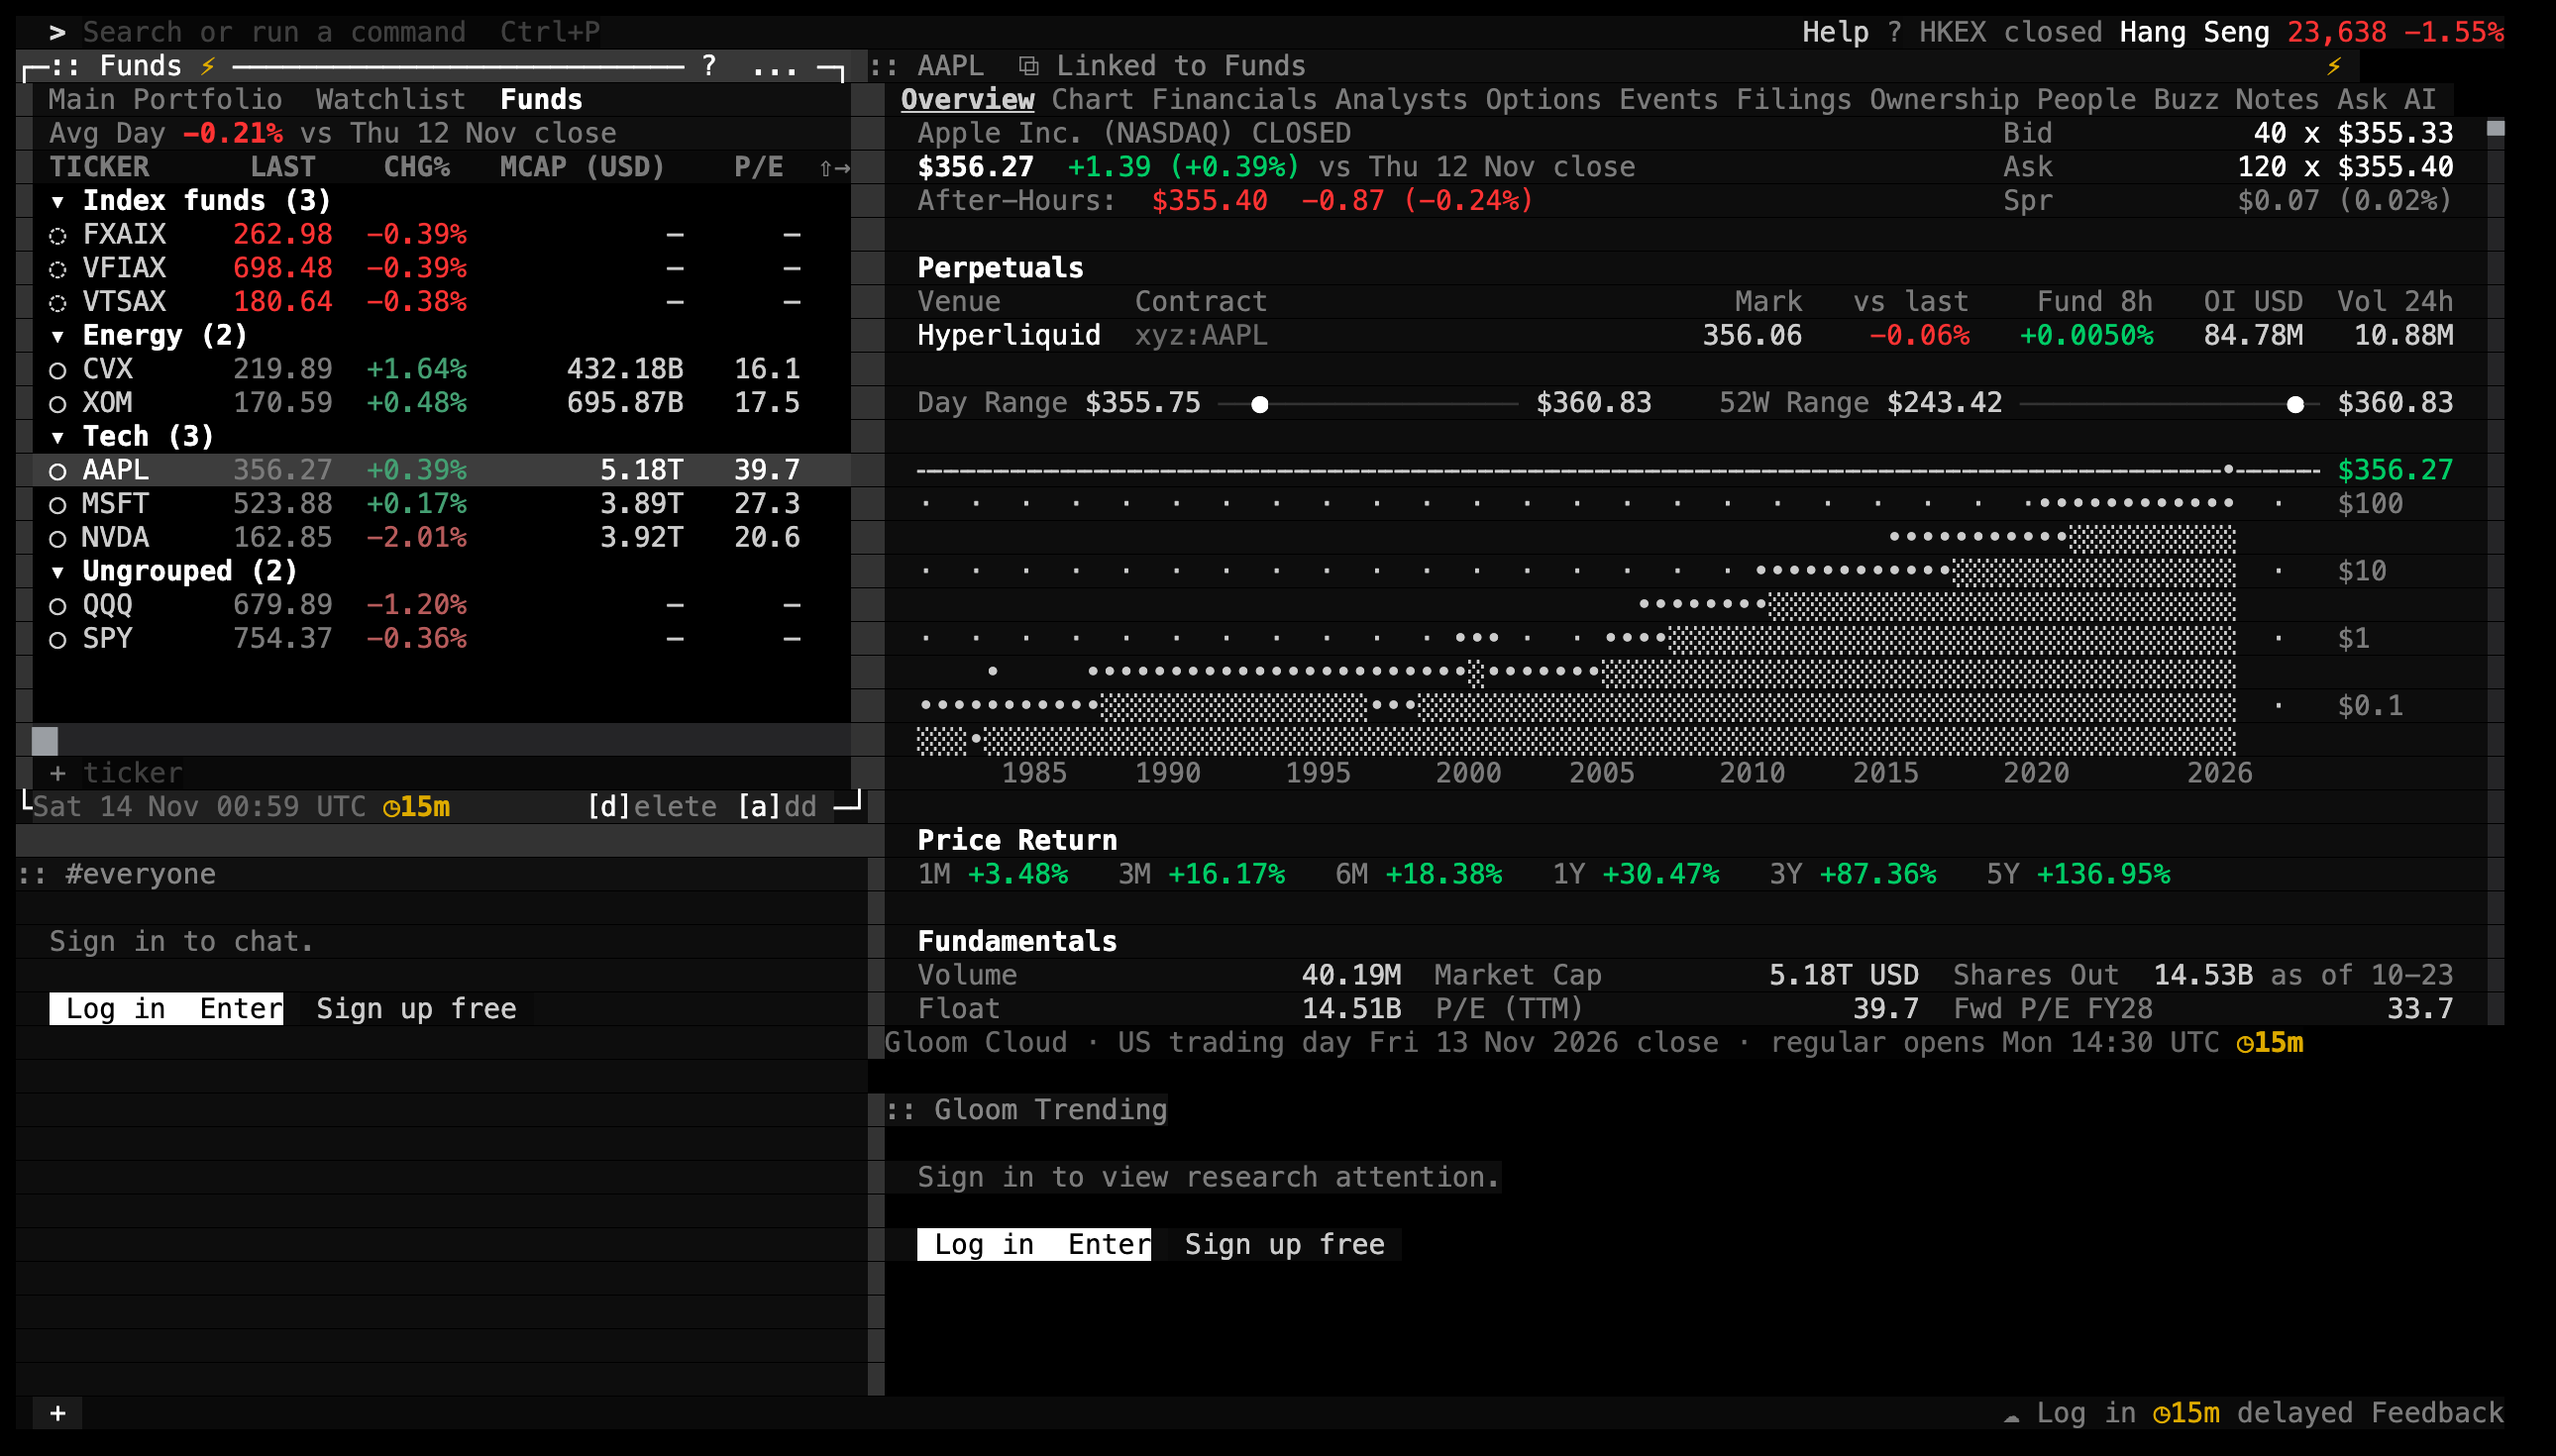 > Search or run a command  Ctrl+P
Help ? HKEX closed Hang Seng 23,638 −1.55%
:: Funds ⚡ ? ...
Main Portfolio  Watchlist  Funds
Avg Day −0.21% vs Thu 12 Nov close
TICKER  LAST  CHG%  MCAP (USD)  P/E  ⇧→
▾ Index funds (3)
FXAIX  262.98  −0.39%  —  —
VFIAX  698.48  −0.39%  —  —
VTSAX  180.64  −0.38%  —  —
▾ Energy (2)
CVX  219.89  +1.64%  432.18B  16.1
XOM  170.59  +0.48%  695.87B  17.5
▾ Tech (3)
AAPL  356.27  +0.39%  5.18T  39.7
MSFT  523.88  +0.17%  3.89T  27.3
NVDA  162.85  −2.01%  3.92T  20.6
▾ Ungrouped (2)
QQQ  679.89  −1.20%  —  —
SPY  754.37  −0.36%  —  —
+ ticker
Sat 14 Nov 00:59 UTC ◷15m  [d]elete [a]dd
:: #everyone
Sign in to chat.
Log in  Enter  Sign up free
:: AAPL  Linked to Funds ⚡
Overview Chart Financials Analysts Options Events Filings Ownership People Buzz Notes Ask AI
Apple Inc. (NASDAQ) CLOSED  Bid  40 x $355.33
$356.27  +1.39 (+0.39%) vs Thu 12 Nov close  Ask  120 x $355.40
After−Hours:  $355.40  −0.87 (−0.24%)  Spr  $0.07 (0.02%)
Perpetuals
Venue  Contract  Mark  vs last  Fund 8h  OI USD  Vol 24h
Hyperliquid  xyz:AAPL  356.06  −0.06%  +0.0050%  84.78M  10.88M
Day Range $355.75  $360.83  52W Range $243.42  $360.83
$356.27
$100
$10
$1
$0.1
1985  1990  1995  2000  2005  2010  2015  2020  2026
Price Return
1M +3.48%  3M +16.17%  6M +18.38%  1Y +30.47%  3Y +87.36%  5Y +136.95%
Fundamentals
Volume  40.19M  Market Cap  5.18T USD  Shares Out  14.53B as of 10−23
Float  14.51B  P/E (TTM)  39.7  Fwd P/E FY28  33.7
Gloom Cloud · US trading day Fri 13 Nov 2026 close · regular opens Mon 14:30 UTC ◷15m
:: Gloom Trending
Sign in to view research attention.
Log in  Enter  Sign up free
+
☁ Log in ◷15m delayed Feedback